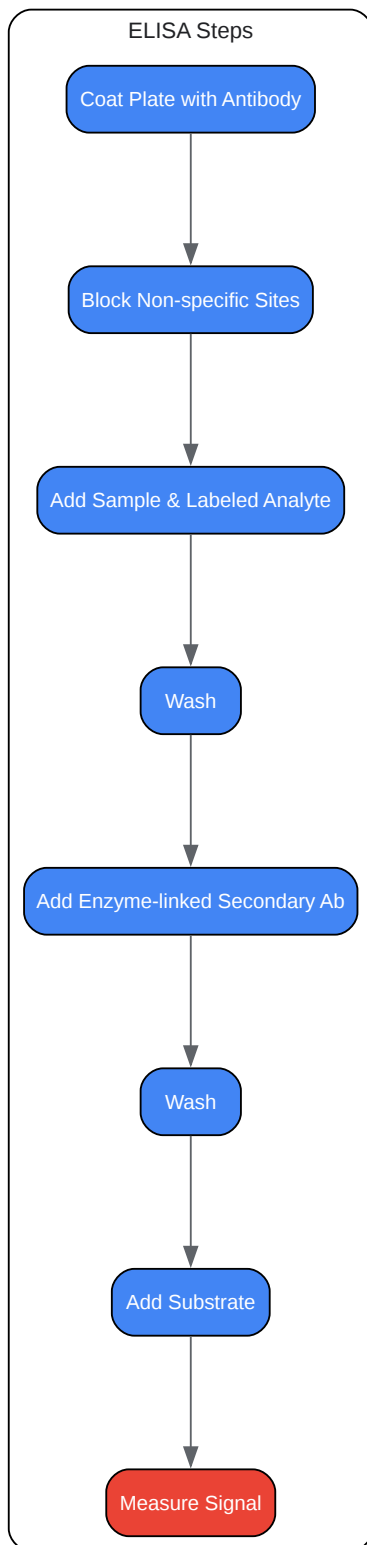 ELISA Steps
Coat Plate with Antibody
Block Non-specific Sites
Add Sample & Labeled Analyte
Wash
Add Enzyme-linked Secondary Ab
Wash
Add Substrate
Measure Signal